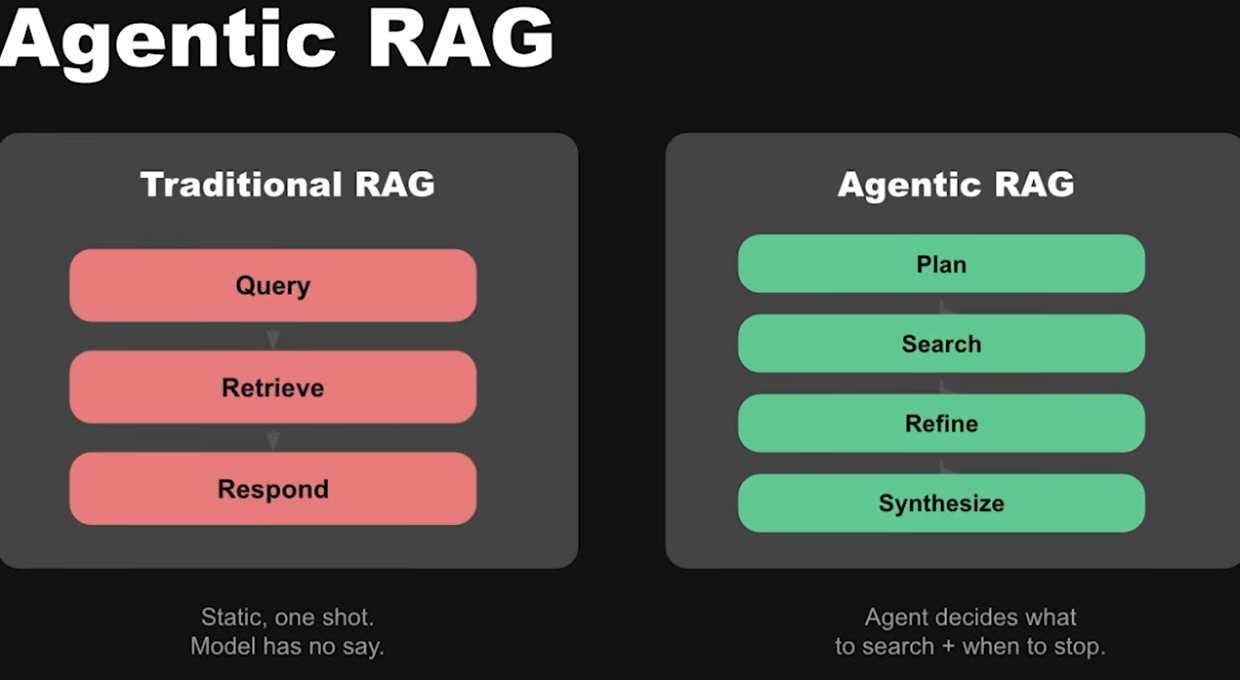 Agentic RAG
Traditional RAG
Query
Retrieve
Respond
Static, one shot.
Model has no say.
Agentic RAG
Plan
Search
Refine
Synthesize
Agent decides what
to search + when to stop.